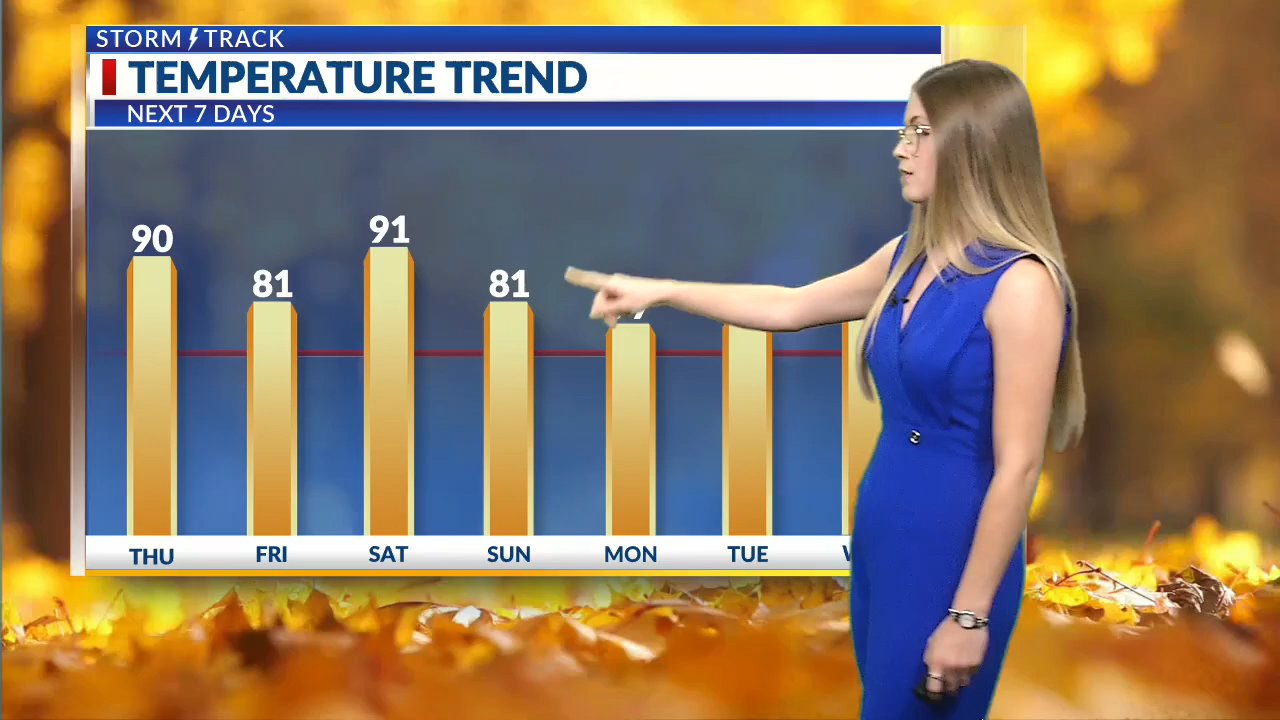 STORM TRACK
TEMPERATURE TREND
NEXT 7 DAYS
90 81 91 81
THU FRI SAT SUN MON TUE